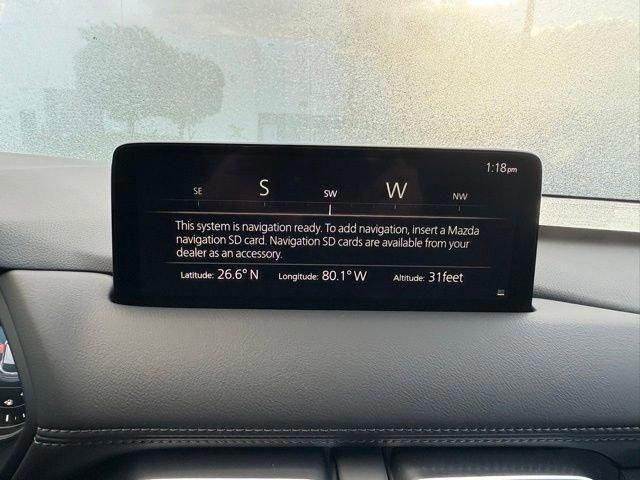 1:18pm
SE S SW W NW
This system is navigation ready. To add navigation, insert a Mazda
navigation SD card. Navigation SD cards are available from your
dealer as an accessory.
Latitude: 26.6° N Longitude: 80.1° W Altitude: 31feet